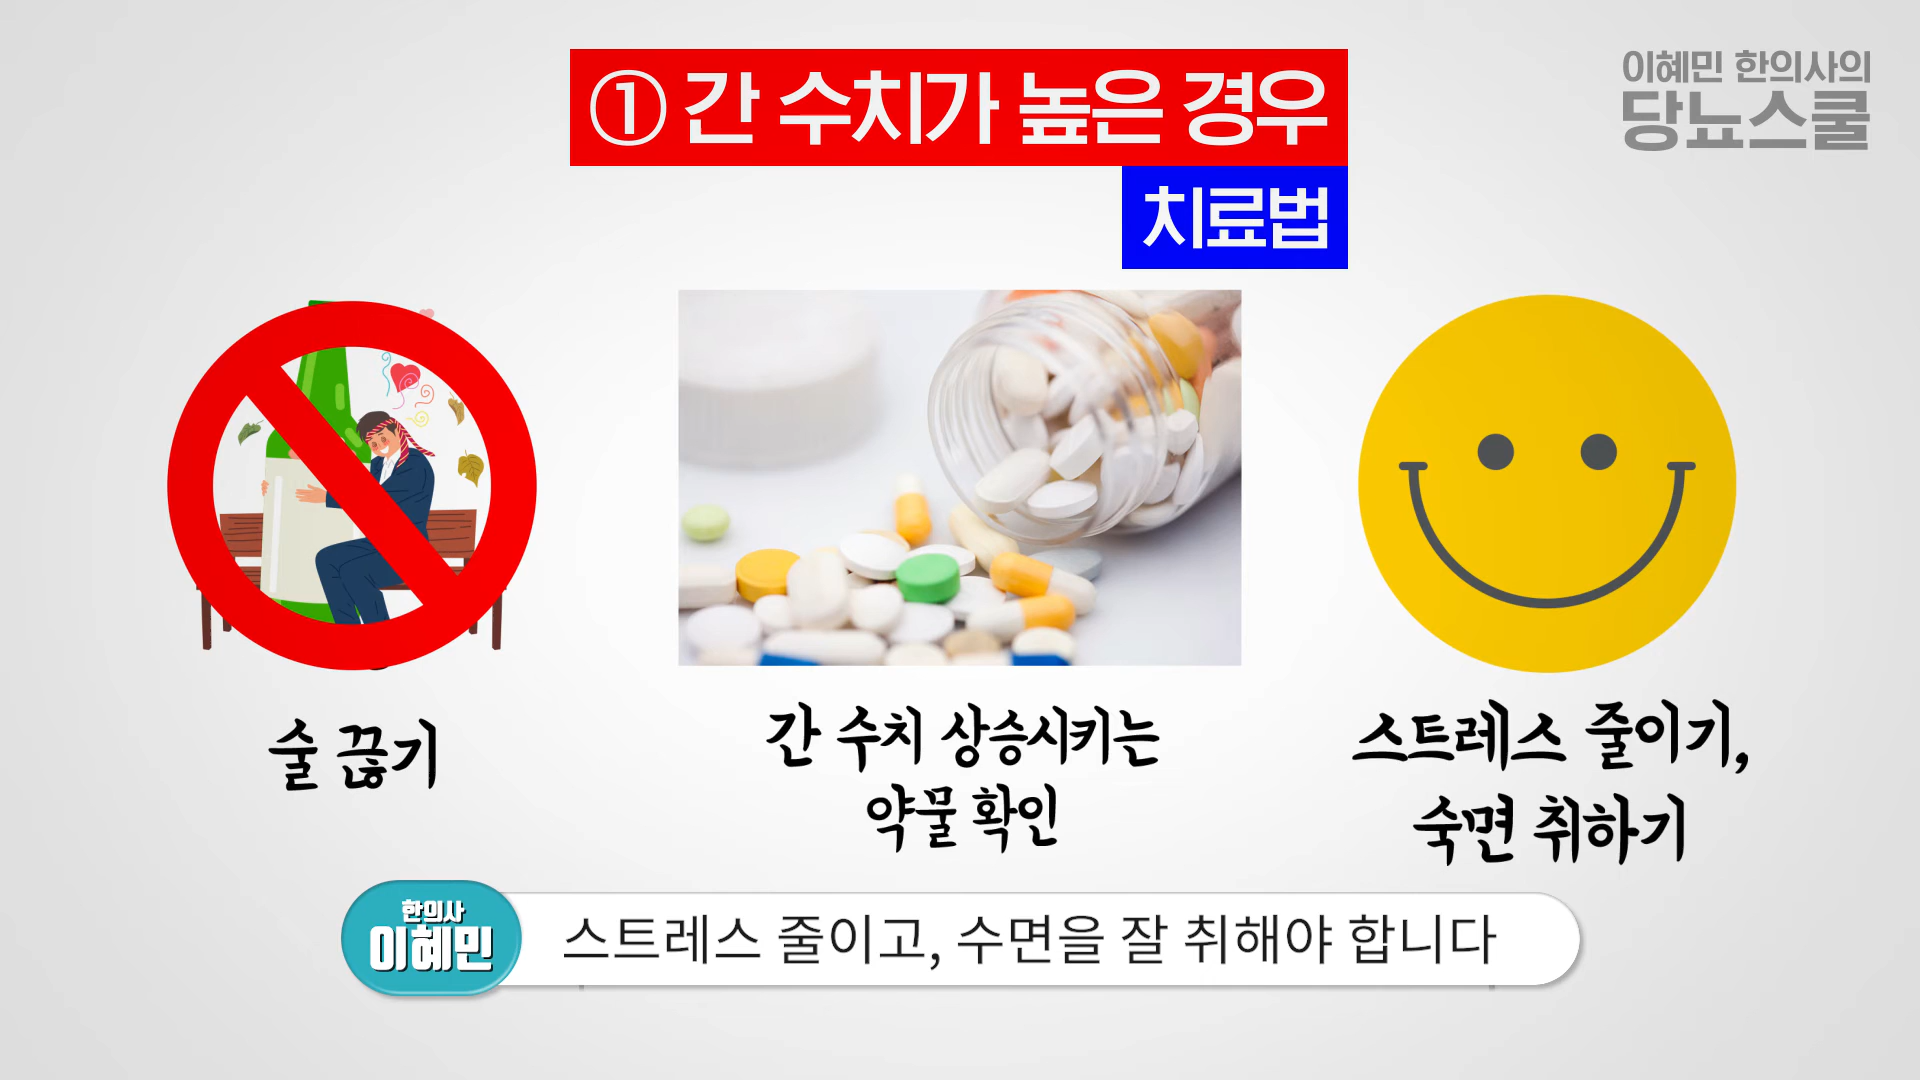 ① 간 수치가 높은 경우
치료법
이혜민 한의사의
당뇨스쿨
술 끊기
간 수치 상승시키는
약물 확인
스트레스 줄이기,
숙면 취하기
한의사
이혜민
스트레스 줄이고, 수면을 잘 취해야 합니다